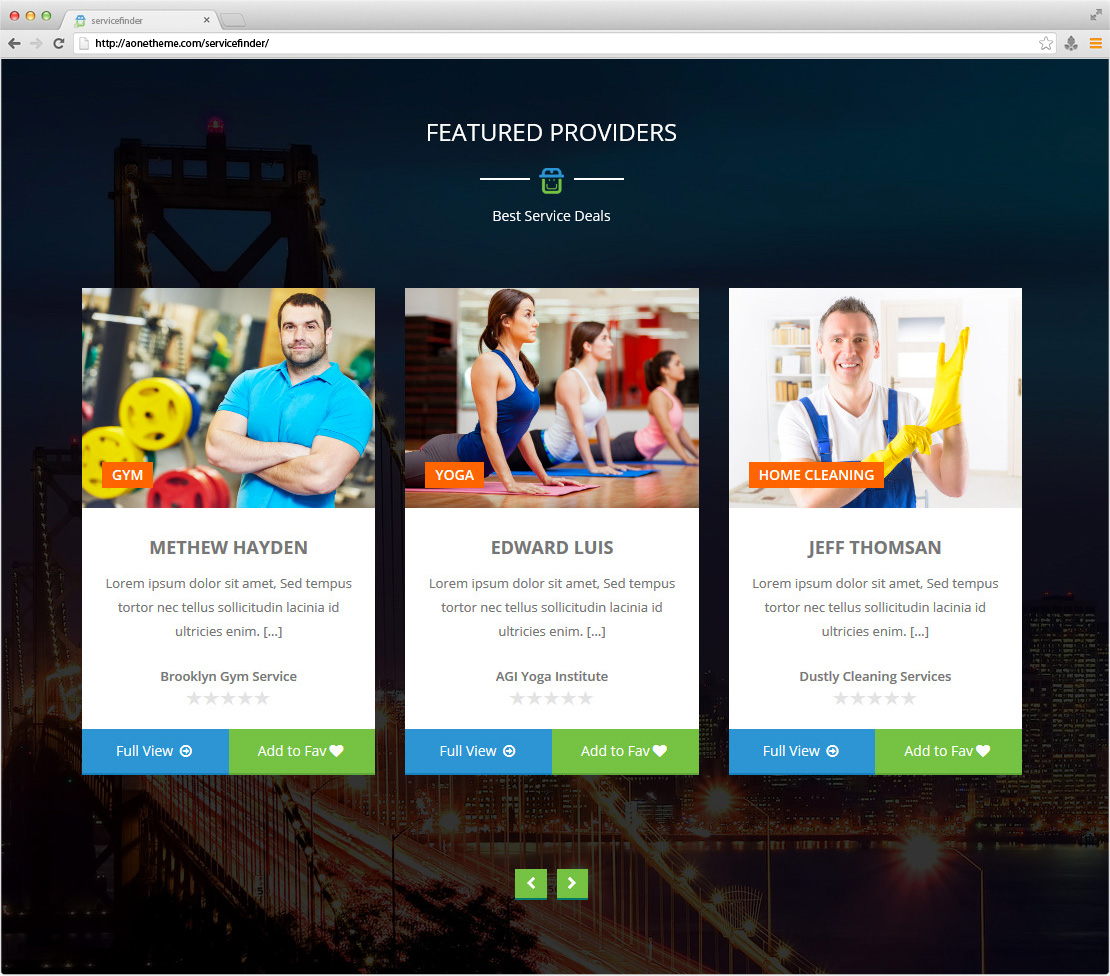 servicefinder
http://aonetheme.com/servicefinder/
FEATURED PROVIDERS
Best Service Deals
GYM
YOGA
HOME CLEANING
METHEW HAYDEN
Lorem ipsum dolor sit amet, Sed tempus
tortor nec tellus sollicitudin lacinia id
ultricies enim. [...]
Brooklyn Gym Service
Full View
Add to Fav
EDWARD LUIS
Lorem ipsum dolor sit amet, Sed tempus
tortor nec tellus sollicitudin lacinia id
ultricies enim. [...]
AGI Yoga Institute
Full View
Add to Fav
JEFF THOMSAN
Lorem ipsum dolor sit amet, Sed tempus
tortor nec tellus sollicitudin lacinia id
ultricies enim. [...]
Dustly Cleaning Services
Full View
Add to Fav